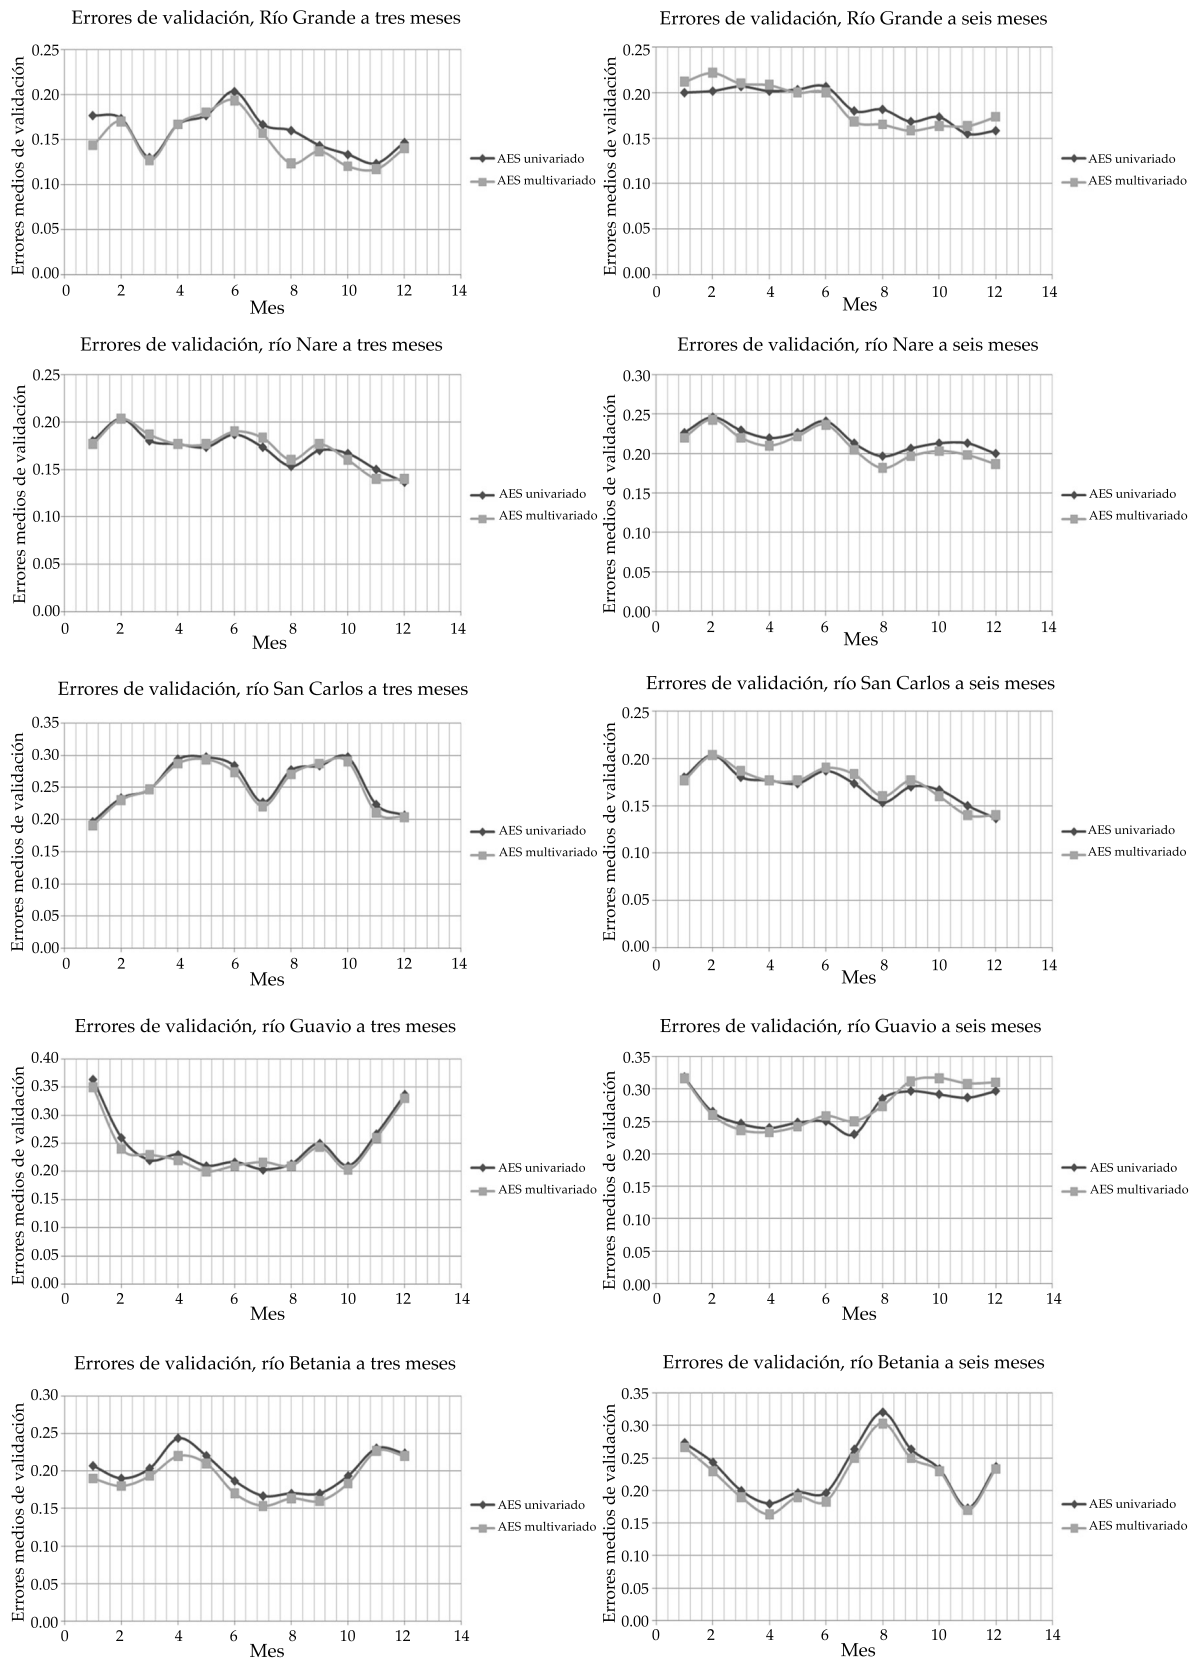 Errores de validación, Río Grande a tres meses
Errores medios de validación
0.25
0.20
0.15
0.10
0.05
0.00
0 2 4 6 8 10 12 14
Mes
AES univariado
AES multivariado
Errores de validación, Río Grande a seis meses
Errores medios de validación
0.25
0.20
0.15
0.10
0.05
0.00
0 2 4 6 8 10 12 14
Mes
AES univariado
AES multivariado
Errores de validación, río Nare a tres meses
Errores medios de validación
0.25
0.20
0.15
0.10
0.05
0.00
0 2 4 6 8 10 12 14
Mes
AES univariado
AES multivariado
Errores de validación, río Nare a seis meses
Errores medios de validación
0.30
0.25
0.20
0.15
0.10
0.05
0.00
0 2 4 6 8 10 12 14
Mes
AES univariado
AES multivariado
Errores de validación, río San Carlos a tres meses
Errores medios de validación
0.35
0.30
0.25
0.20
0.15
0.10
0.05
0.00
0 2 4 6 8 10 12 14
Mes
AES univariado
AES multivariado
Errores de validación, río San Carlos a seis meses
Errores medios de validación
0.25
0.20
0.15
0.10
0.05
0.00
0 2 4 6 8 10 12 14
Mes
AES univariado
AES multivariado
Errores de validación, río Guavio a tres meses
Errores medios de validación
0.40
0.35
0.30
0.25
0.20
0.15
0.10
0.05
0.00
0 2 4 6 8 10 12 14
Mes
AES univariado
AES multivariado
Errores de validación, río Guavio a seis meses
Errores medios de validación
0.35
0.30
0.25
0.20
0.15
0.10
0.05
0.00
0 2 4 6 8 10 12 14
Mes
AES univariado
AES multivariado
Errores de validación, río Betania a tres meses
Errores medios de validación
0.30
0.25
0.20
0.15
0.10
0.05
0.00
0 2 4 6 8 10 12 14
Mes
AES univariado
AES multivariado
Errores de validación, río Betania a seis meses
Errores medios de validación
0.35
0.30
0.25
0.20
0.15
0.10
0.05
0.00
0 2 4 6 8 10 12 14
Mes
AES univariado
AES multivariado